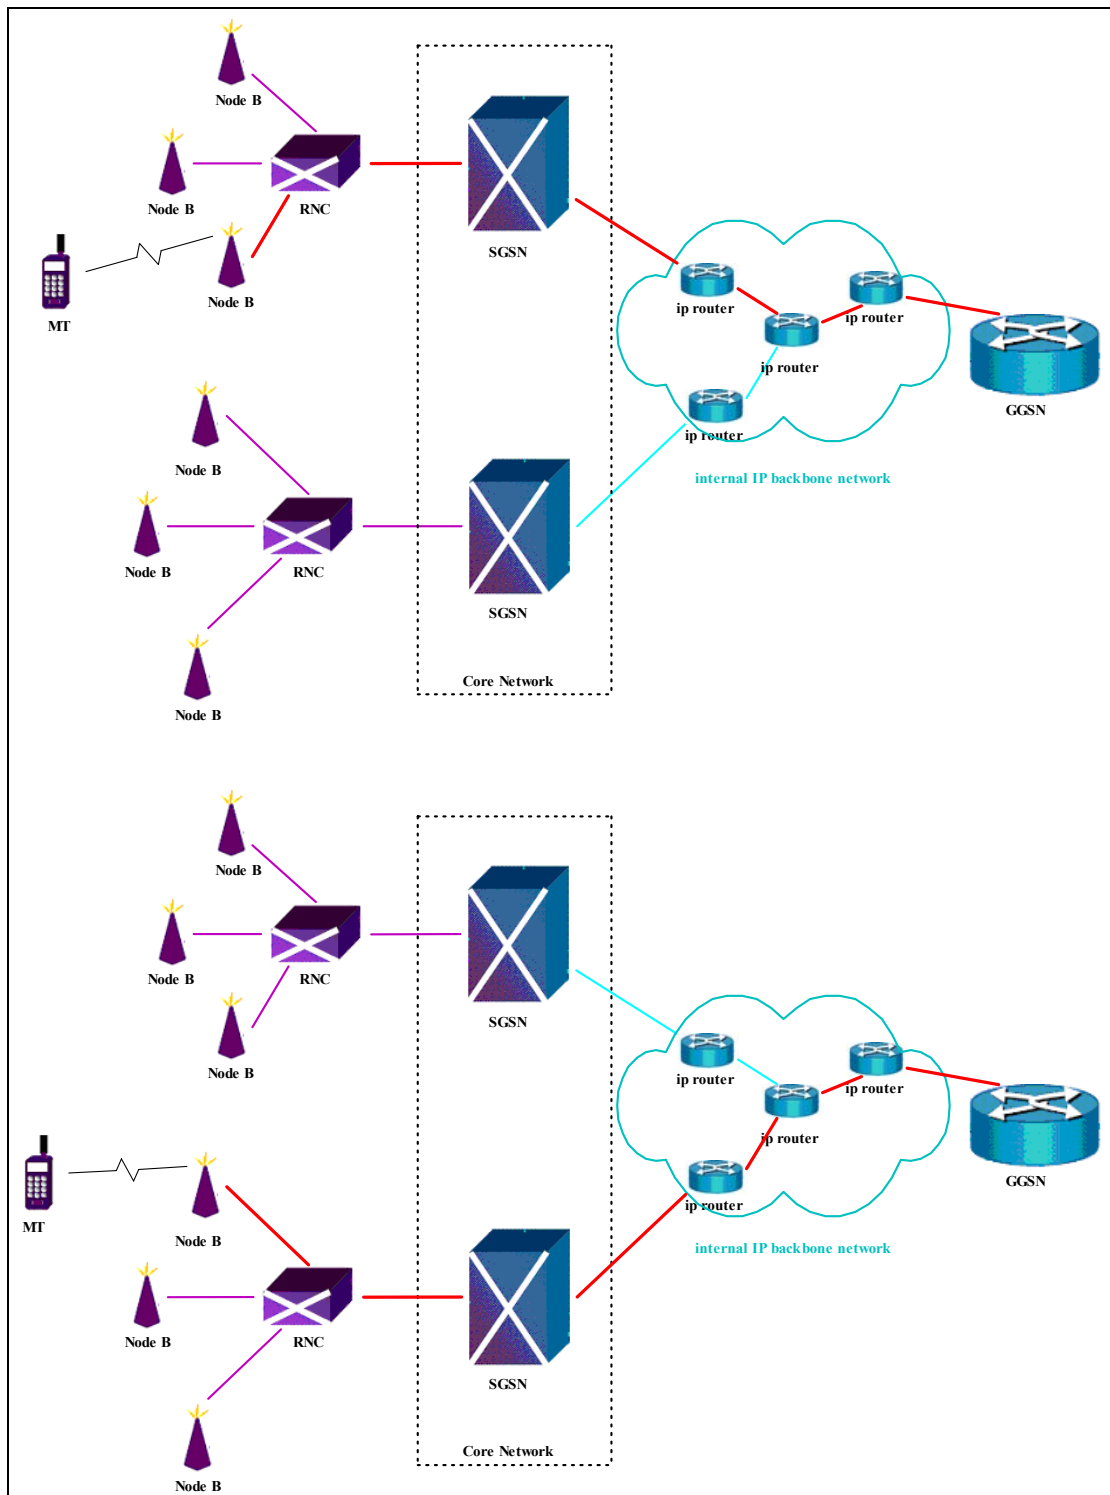 Node B
Node B
RNC
Node B
MT
SGSN
ip router
ip router
ip router
GGSN
ip router
Node B
internal IP backbone network
Node B
RNC
SGSN
Core Network
Node B
Node B
Node B
RNC
Node B
SGSN
ip router
ip router
ip router
GGSN
ip router
MT
Node B
internal IP backbone network
Node B
RNC
SGSN
Core Network
Node B